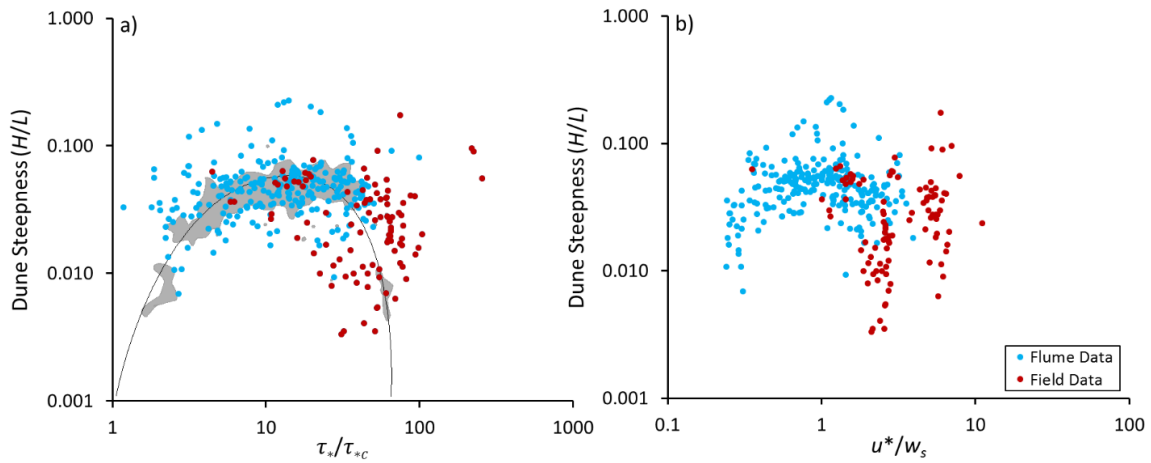 a)
1.000
0.100
0.010
0.001
Dune Steepness (H/L)
1
10
100
1000
τ*/τ*c
b)
1.000
0.100
0.010
0.001
Dune Steepness (H/L)
0.1
1
10
100
u*/ws
Flume Data
Field Data